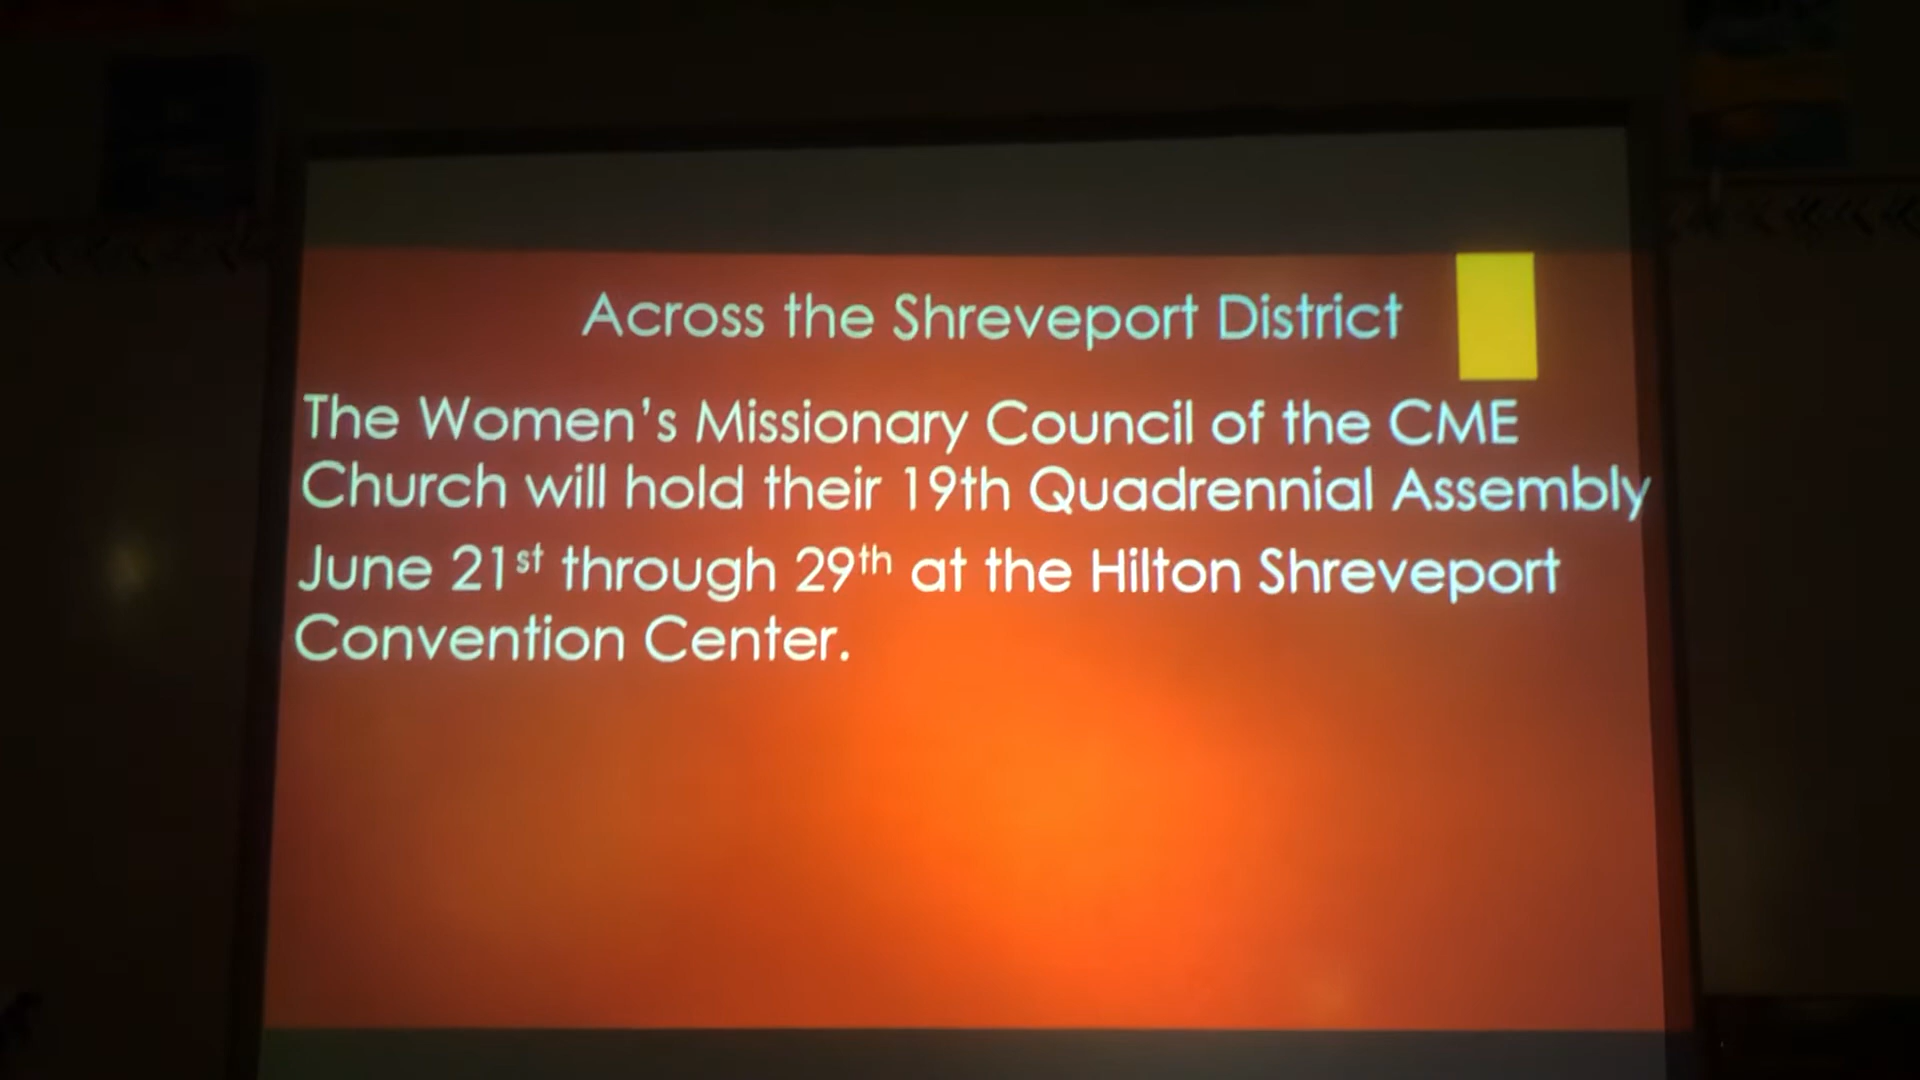 Across the Shreveport District
The Women’s Missionary Council of the CME
Church will hold their 19th Quadrennial Assembly
June 21st through 29th at the Hilton Shreveport
Convention Center.